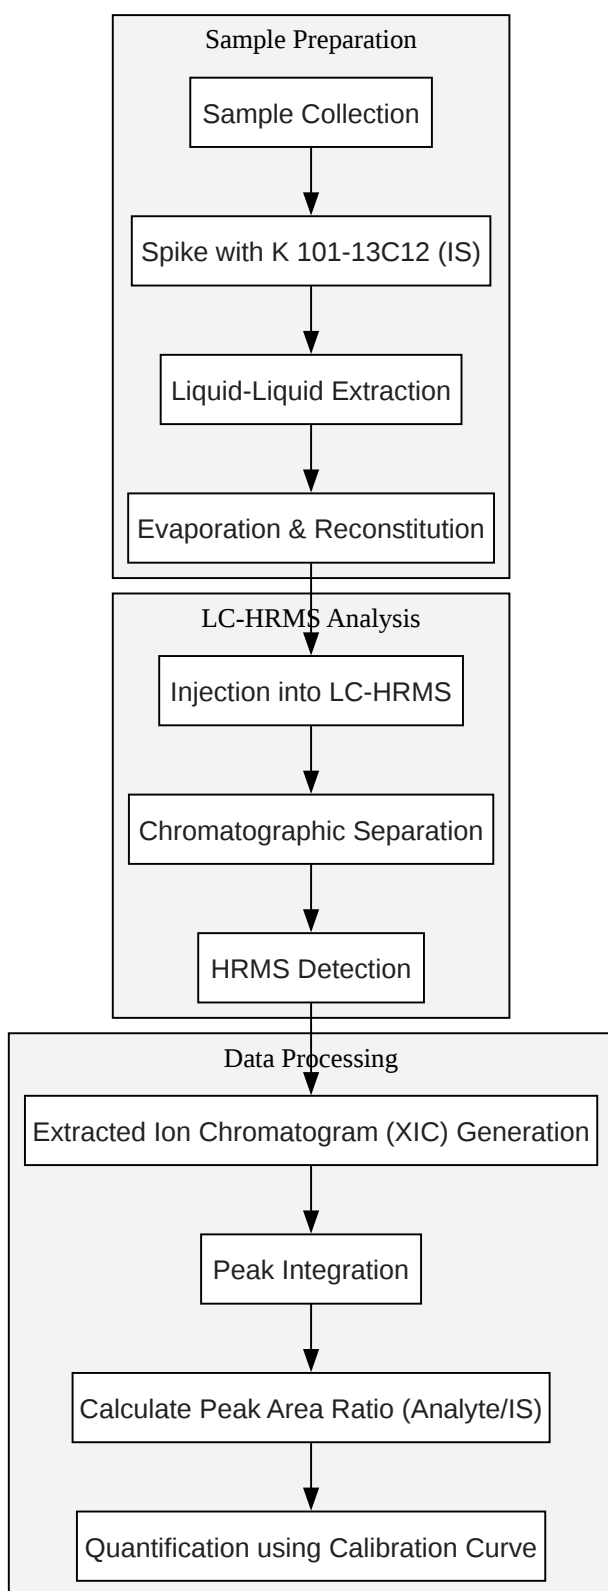 Sample Preparation
Sample Collection
Spike with K 101-13C12 (IS)
Liquid-Liquid Extraction
Evaporation & Reconstitution
LC-HRMS Analysis
Injection into LC-HRMS
Chromatographic Separation
HRMS Detection
Data Processing
Extracted Ion Chromatogram (XIC) Generation
Peak Integration
Calculate Peak Area Ratio (Analyte/IS)
Quantification using Calibration Curve